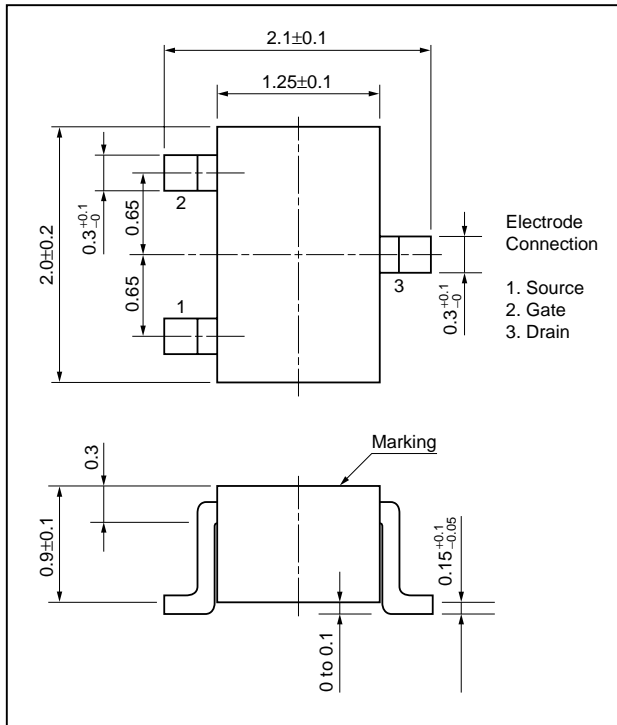 2.1±0.1
1.25±0.1
2.0±0.2
0.3+0.1 −0
0.65
0.65
2
1
3
0.3+0.1 −0
Electrode
Connection
1. Source
2. Gate
3. Drain
Marking
0.3
0.9±0.1
0.15+0.1 −0.05
0 to 0.1